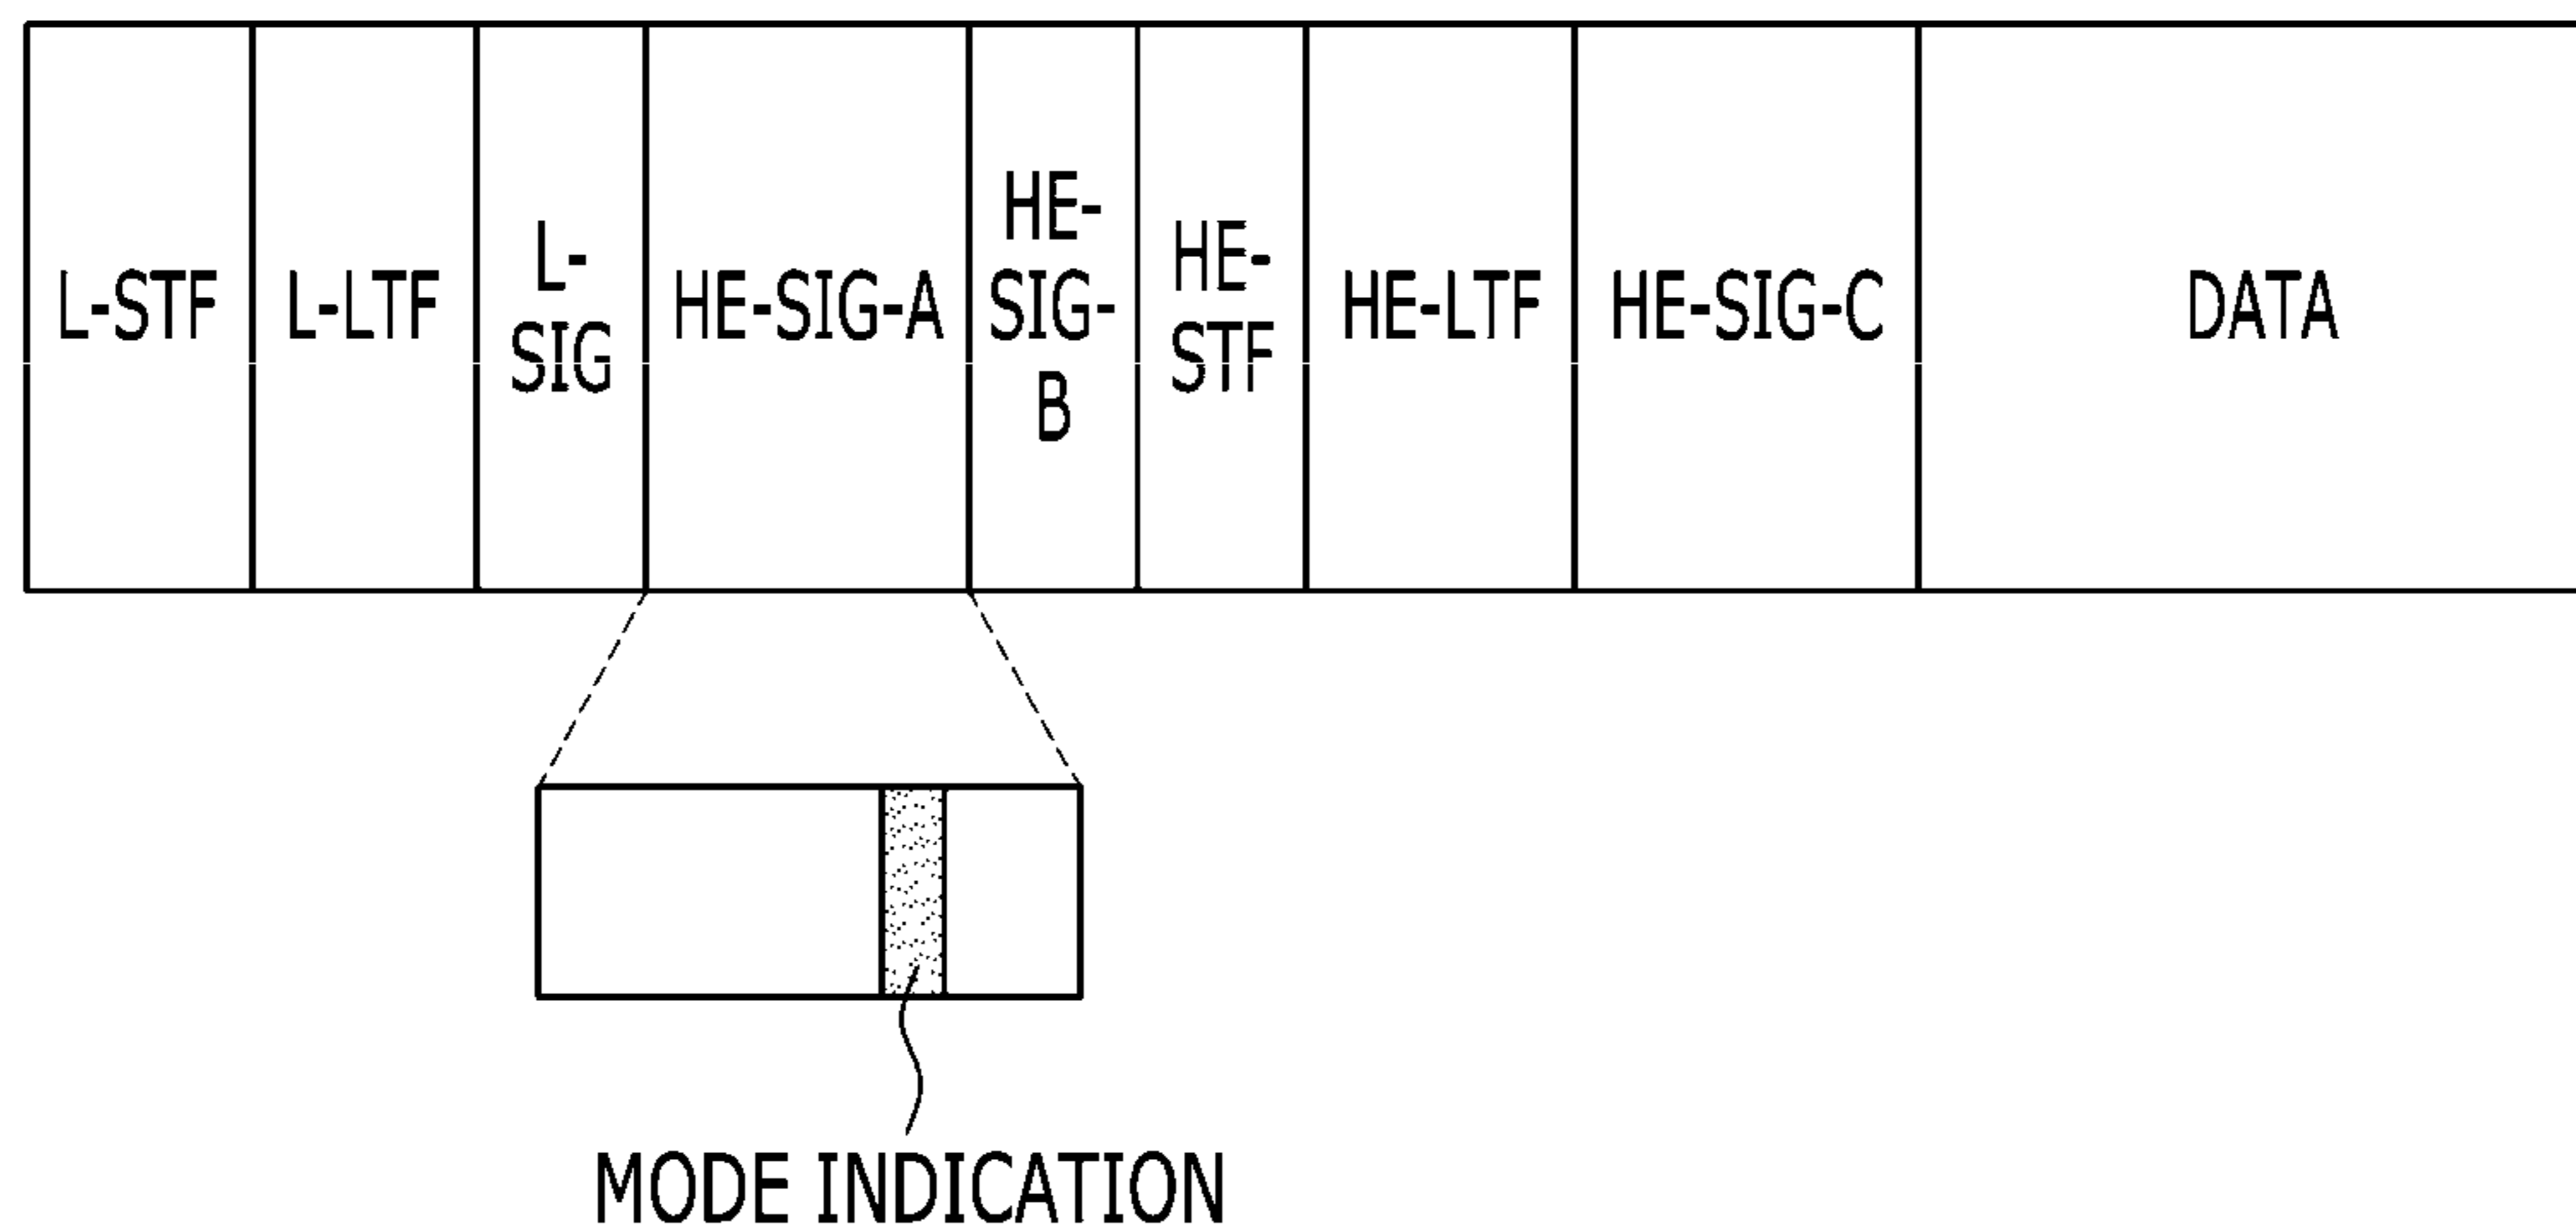 L-STF
L-LTF
L-
SIG
HE-SIG-A
HE-
SIG-
B
HE-
STF
HE-LTF
HE-SIG-C
DATA
MODE INDICATION